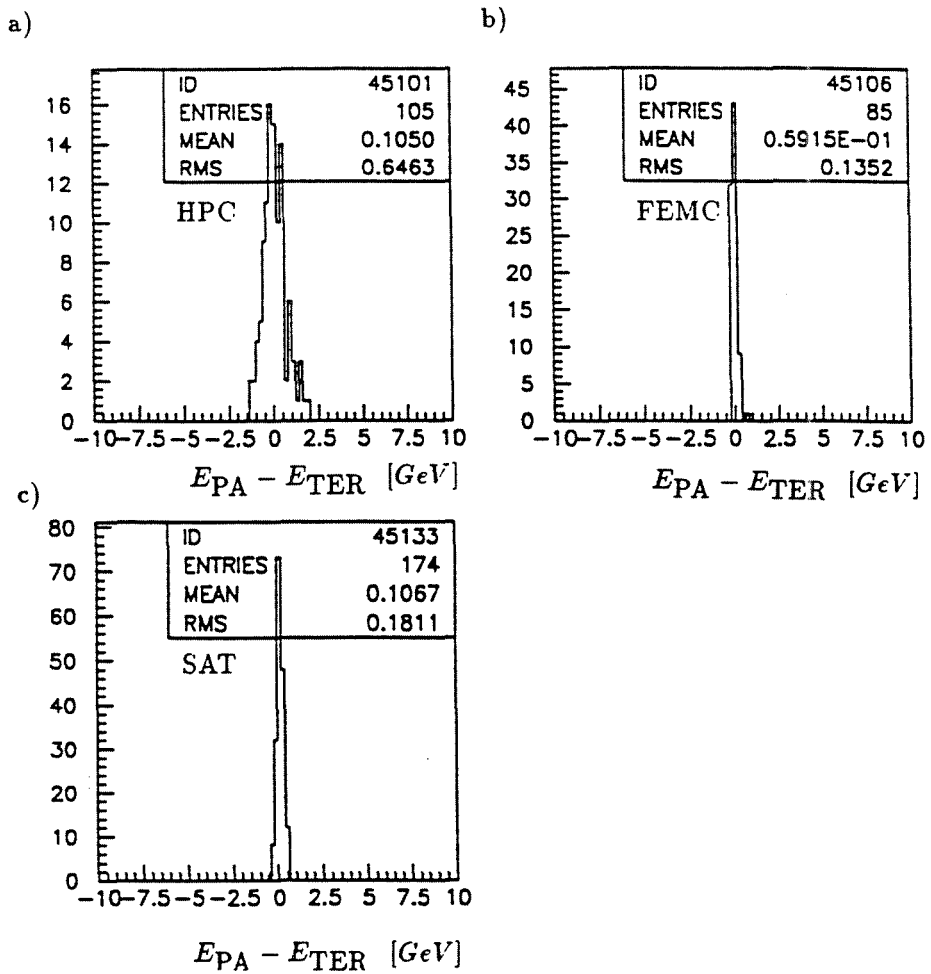 a)
ID 45101
ENTRIES 105
MEAN 0.1050
RMS 0.6463
HPC
16
14
12
10
8
6
4
2
0
-10 -7.5 -5 -2.5 0 2.5 5 7.5 10
E_PA − E_TER [GeV]
b)
ID 45106
ENTRIES 85
MEAN 0.5915E−01
RMS 0.1352
FEMC
45
40
35
30
25
20
15
10
5
0
-10 -7.5 -5 -2.5 0 2.5 5 7.5 10
E_PA − E_TER [GeV]
c)
ID 45133
ENTRIES 174
MEAN 0.1067
RMS 0.1811
SAT
80
70
60
50
40
30
20
10
0
-10 -7.5 -5 -2.5 0 2.5 5 7.5 10
E_PA − E_TER [GeV]